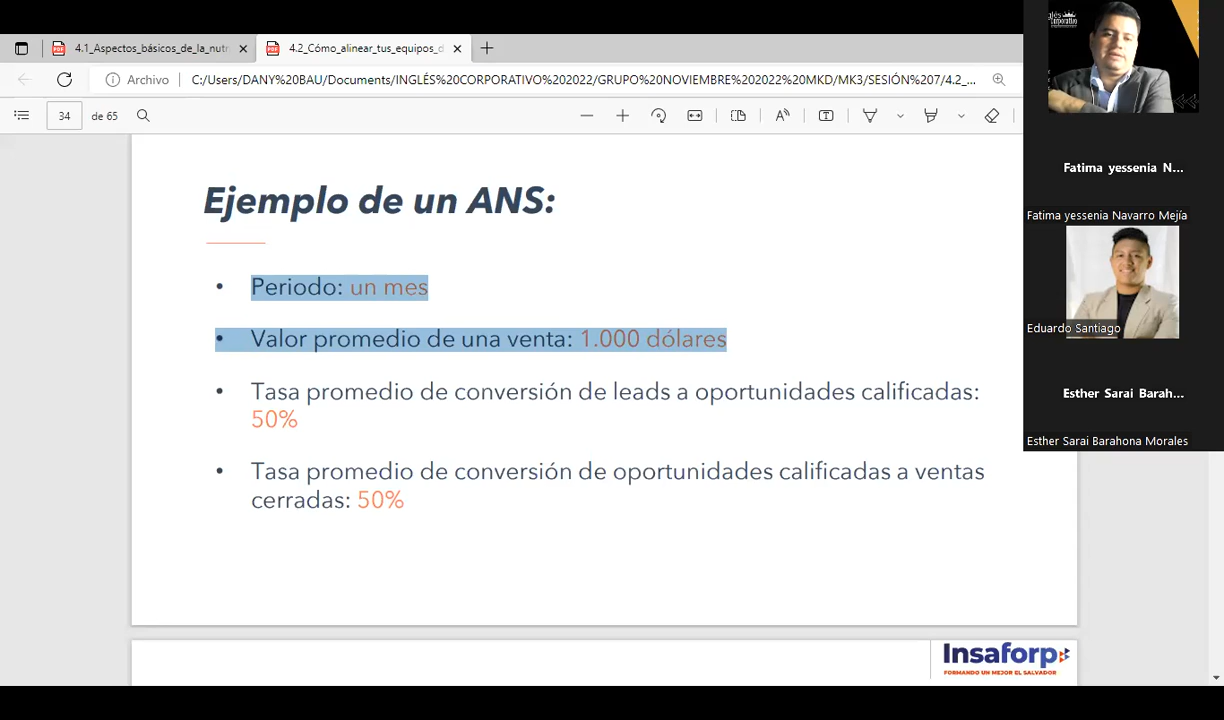 4.1_Aspectos_básicos_de_la_nutr
4.2_Cómo_alinear_tus_equipos_d
Archivo
C:/Users/DANY%20BAU/Documents/INGLÉS%20CORPORATIVO%202022/GRUPO%20NOVIEMBRE%202022%20MKD/MK3/SESIÓN%207/4.2_...
34 de 65
Ejemplo de un ANS:
• Periodo: un mes
• Valor promedio de una venta: 1.000 dólares
• Tasa promedio de conversión de leads a oportunidades calificadas:
50%
• Tasa promedio de conversión de oportunidades calificadas a ventas
cerradas: 50%
Insaforp
FORMANDO UN MEJOR EL SALVADOR
Fatima yessenia N...
Fatima yessenia Navarro Mejía
Eduardo Santiago
Esther Sarai Barah...
Esther Sarai Barahona Morales